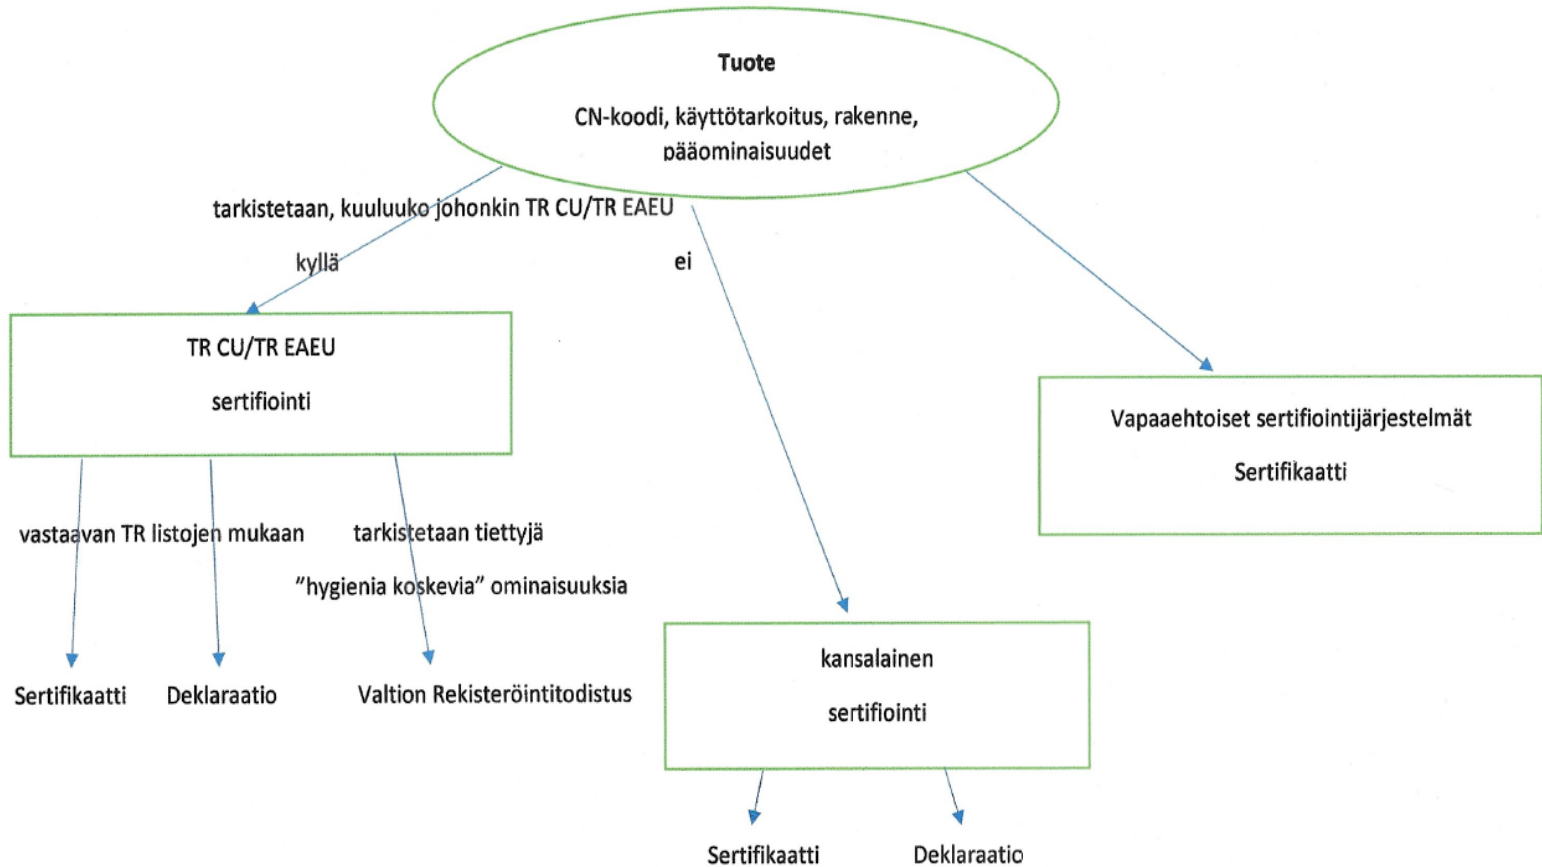 Tuote
CN-koodi, käyttötarkoitus, rakenne,
pääominaisuudet
tarkistetaan, kuuluuko johonkin TR CU/TR EAEU
kyllä
ei
TR CU/TR EAEU
sertifiointi
Vapaaehtoiset sertifiointijärjestelmät
Sertifikaatti
vastaavan TR listojen mukaan
tarkistetaan tiettyjä
”hygienia koskevia” ominaisuuksia
Sertifikaatti
Deklaraatio
Valtion Rekisteröintitodistus
kansalainen
sertifiointi
Sertifikaatti
Deklaraatio